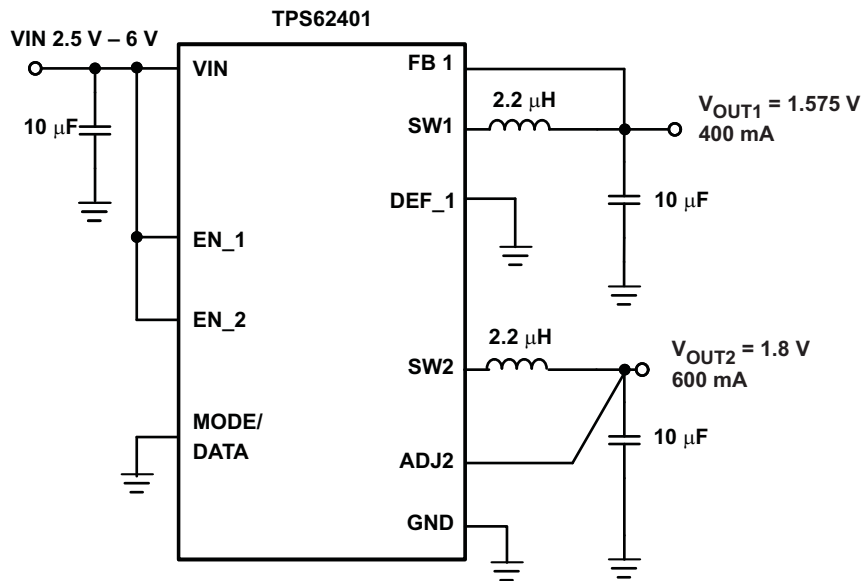 TPS62401
VIN 2.5 V – 6 V
VIN
FB 1
10 μF
2.2 μH
SW1
V_OUT1 = 1.575 V
400 mA
DEF_1
10 μF
EN_1
EN_2
2.2 μH
SW2
V_OUT2 = 1.8 V
600 mA
MODE/
DATA
10 μF
ADJ2
GND